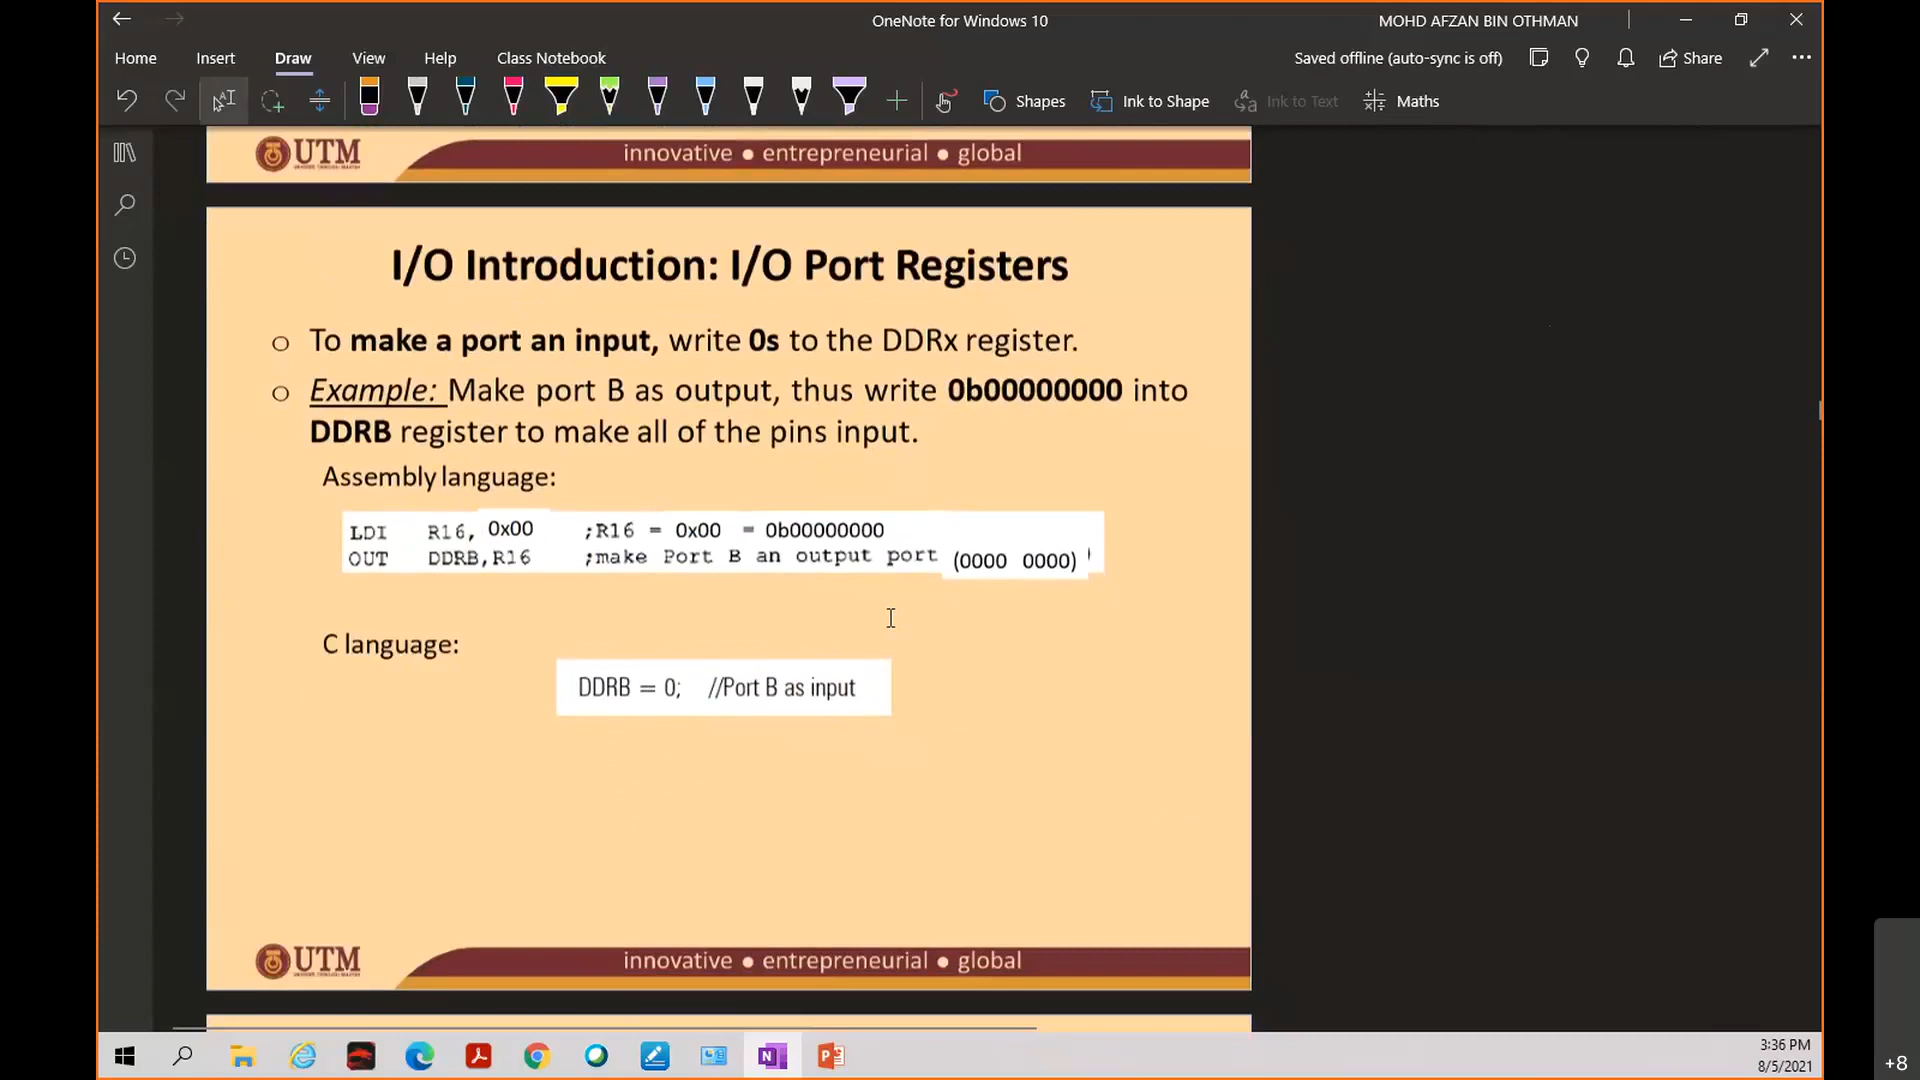 OneNote for Windows 10
MOHD AFZAN BIN OTHMAN
Home Insert Draw View Help Class Notebook
Saved offline (auto-sync is off) Share
Shapes Ink to Shape Ink to Text Maths
UTM innovative ● entrepreneurial ● global
I/O Introduction: I/O Port Registers
o To make a port an input, write 0s to the DDRx register.
o Example: Make port B as output, thus write 0b00000000 into
DDRB register to make all of the pins input.
Assembly language:
LDI R16, 0x00 ;R16 = 0x00 = 0b00000000
OUT DDRB,R16 ;make Port B an output port (0000 0000)
C language:
DDRB = 0; //Port B as input
UTM innovative ● entrepreneurial ● global
3:36 PM
8/5/2021
+8